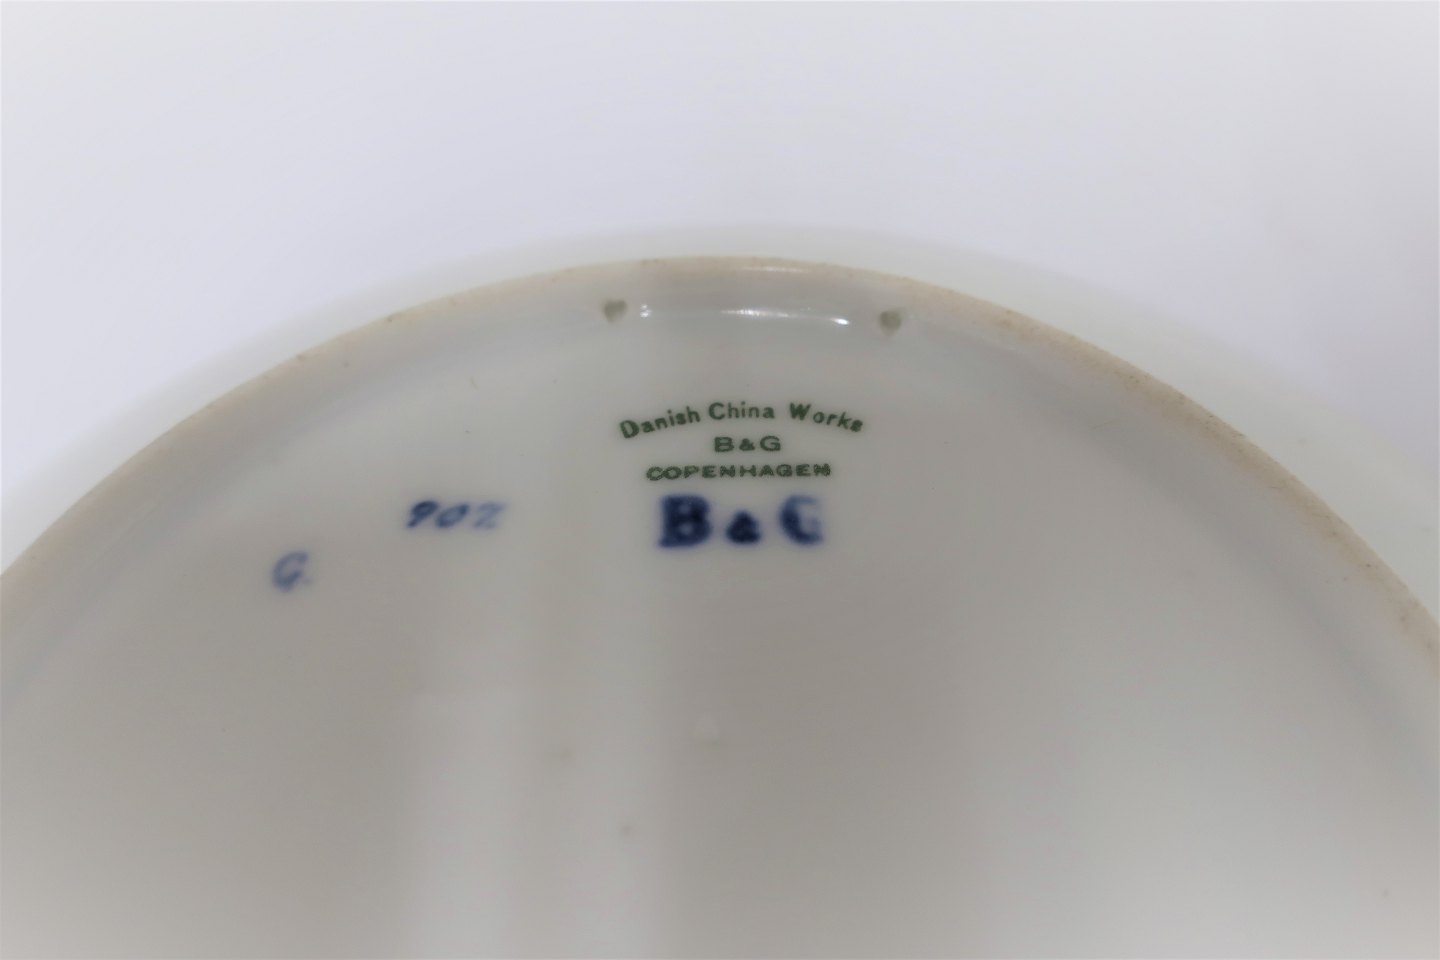 Danish China Works
B&G
COPENHAGEN
B&G
902
G.